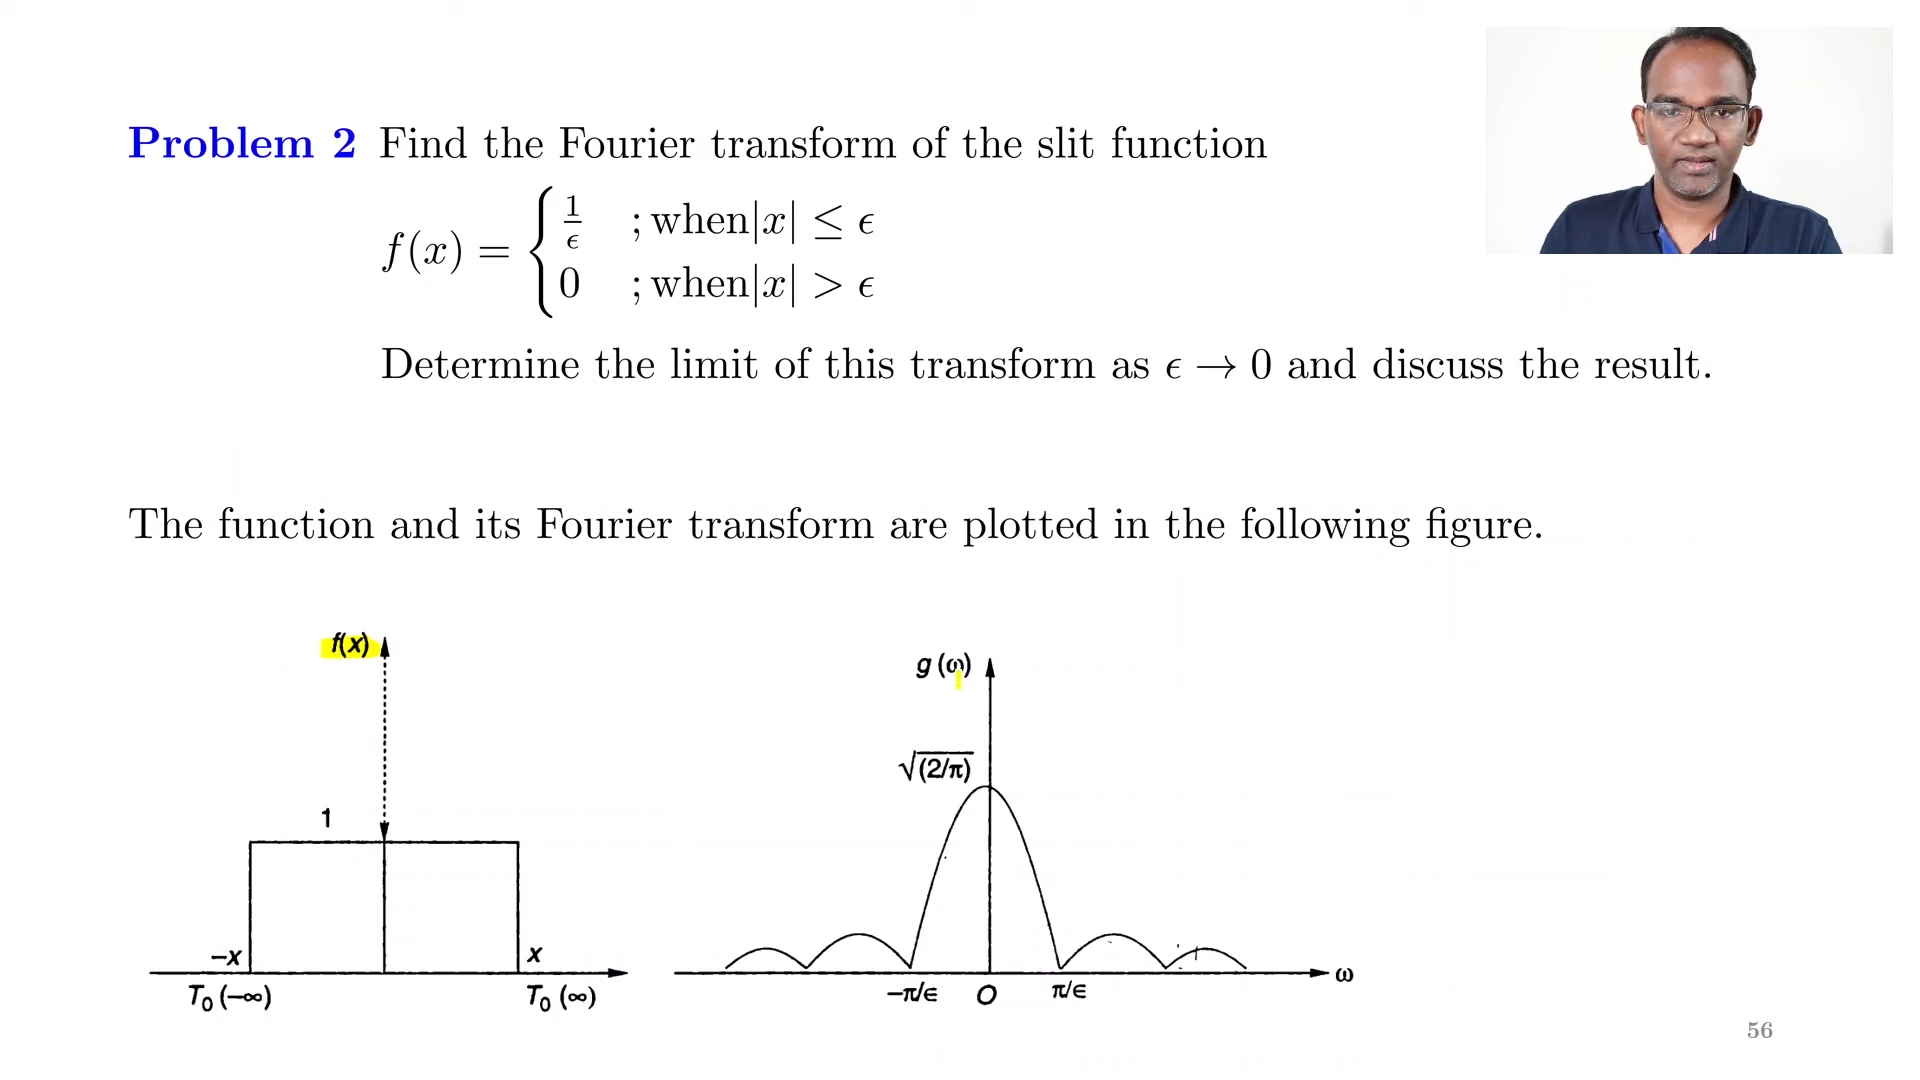 Problem 2 Find the Fourier transform of the slit function
f(x) = { 1/ϵ ; when|x| ≤ ϵ
0 ; when|x| > ϵ
Determine the limit of this transform as ϵ → 0 and discuss the result.
The function and its Fourier transform are plotted in the following figure.
f(x)
g (ω)
√(2/π)
1
–x x
ω
T₀ (–∞) T₀ (∞)
–π/∈ O π/∈
56